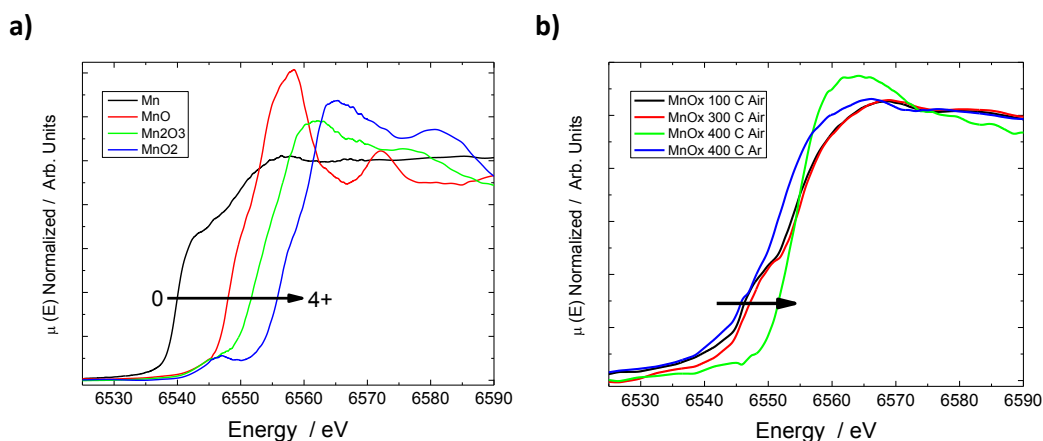 a)
μ (E) Normalized / Arb. Units
Mn
MnO
Mn2O3
MnO2
0
4+
6530 6540 6550 6560 6570 6580 6590
Energy / eV
b)
μ (E) Normalized / Arb. Units
MnOx 100 C Air
MnOx 300 C Air
MnOx 400 C Air
MnOx 400 C Ar
6530 6540 6550 6560 6570 6580 6590
Energy / eV